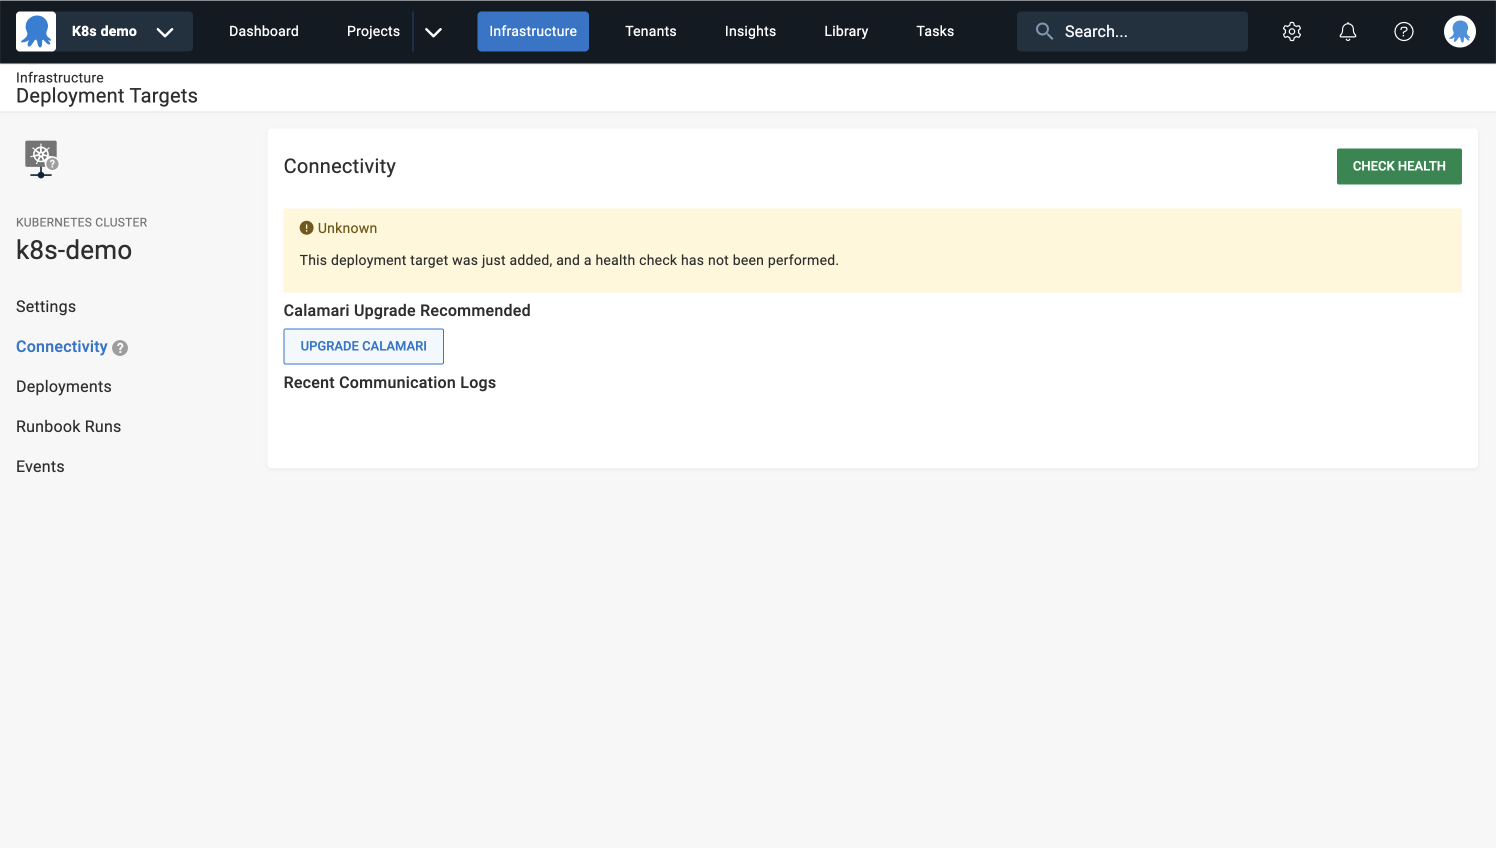 K8s demo
Dashboard
Projects
Infrastructure
Tenants
Insights
Library
Tasks
Search...
Infrastructure
Deployment Targets
KUBERNETES CLUSTER
k8s-demo
Settings
Connectivity
Deployments
Runbook Runs
Events
Connectivity
CHECK HEALTH
Unknown
This deployment target was just added, and a health check has not been performed.
Calamari Upgrade Recommended
UPGRADE CALAMARI
Recent Communication Logs